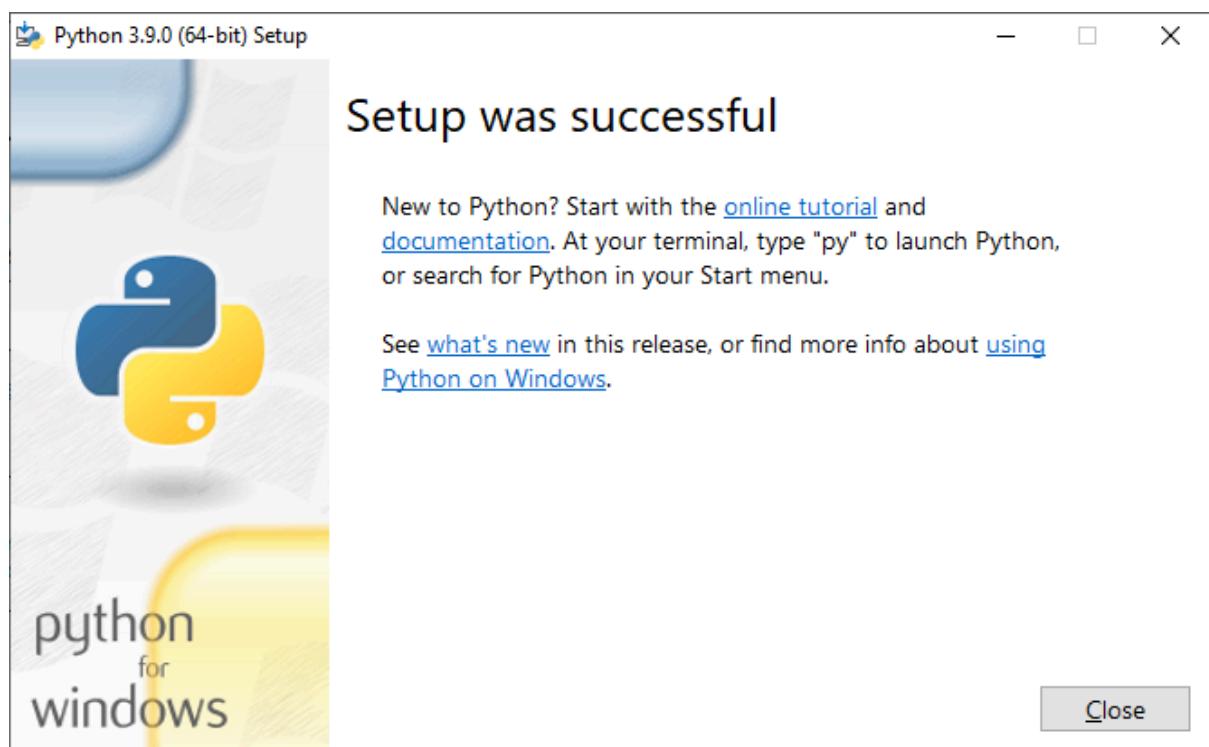 Python 3.9.0 (64-bit) Setup
Setup was successful
New to Python? Start with the online tutorial and
documentation. At your terminal, type "py" to launch Python,
or search for Python in your Start menu.
See what's new in this release, or find more info about using
Python on Windows.
python
for
windows
Close